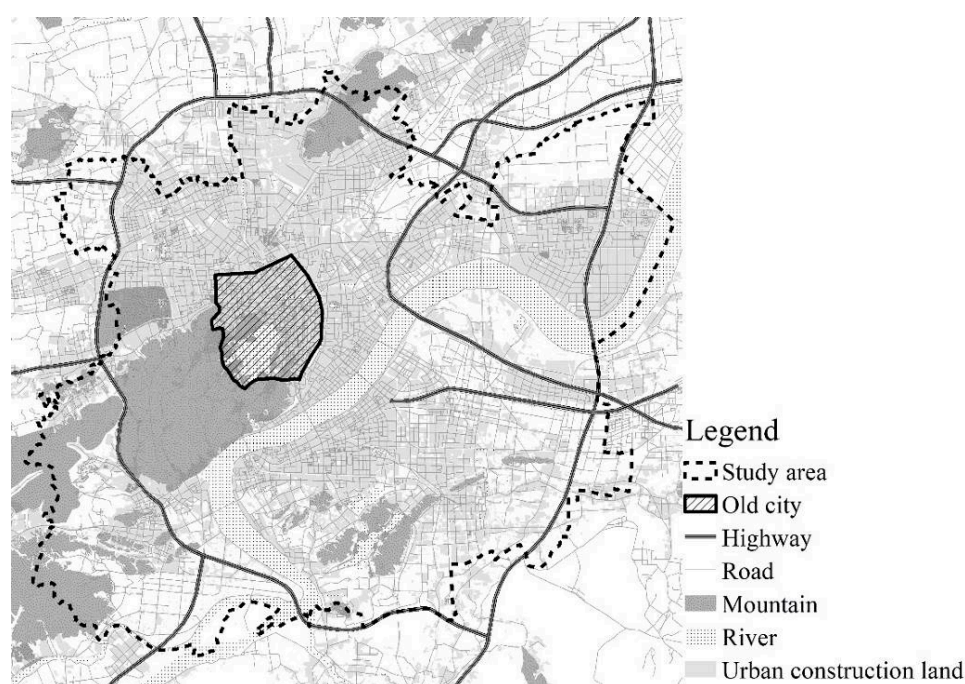 Legend
Study area
Old city
Highway
Road
Mountain
River
Urban construction land